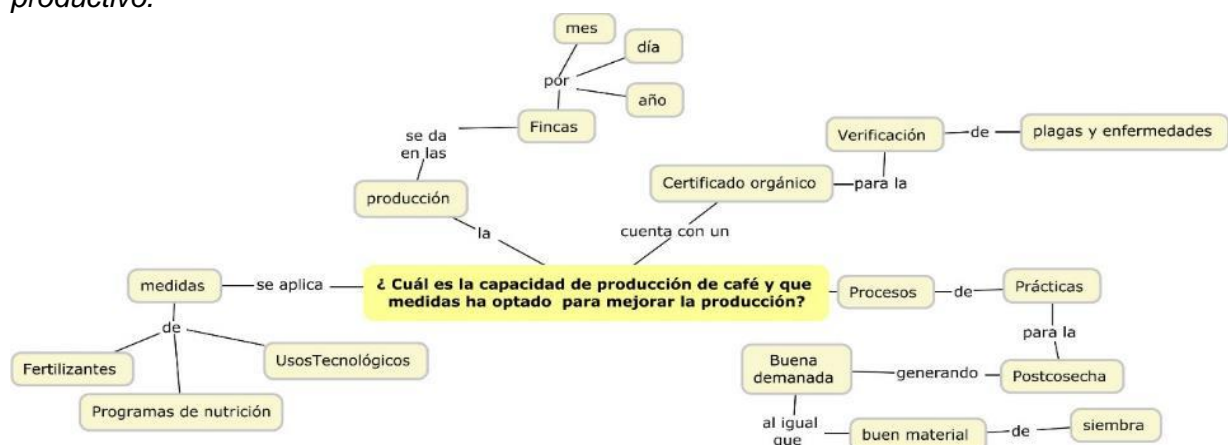 productivo.
mes
día
por
año
Fincas
se da
en las
Verificación
de
plagas y enfermedades
producción
Certificado orgánico
para la
la
cuenta con un
medidas
se aplica
¿ Cuál es la capacidad de producción de café y que
medidas ha optado para mejorar la producción?
Procesos
de
Prácticas
de
para la
Fertilizantes
UsosTecnológicos
Programas de nutrición
Buena
demanada
generando
Postcosecha
al igual
que
buen material
de
siembra